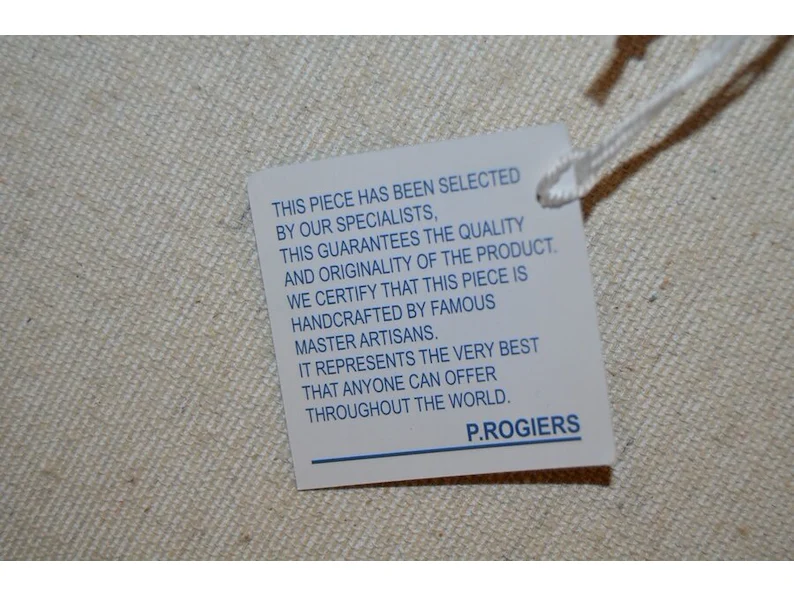 THIS PIECE HAS BEEN SELECTED
BY OUR SPECIALISTS,
THIS GUARANTEES THE QUALITY
AND ORIGINALITY OF THE PRODUCT.
WE CERTIFY THAT THIS PIECE IS
HANDCRAFTED BY FAMOUS
MASTER ARTISANS.
IT REPRESENTS THE VERY BEST
THAT ANYONE CAN OFFER
THROUGHOUT THE WORLD.
P.ROGIERS